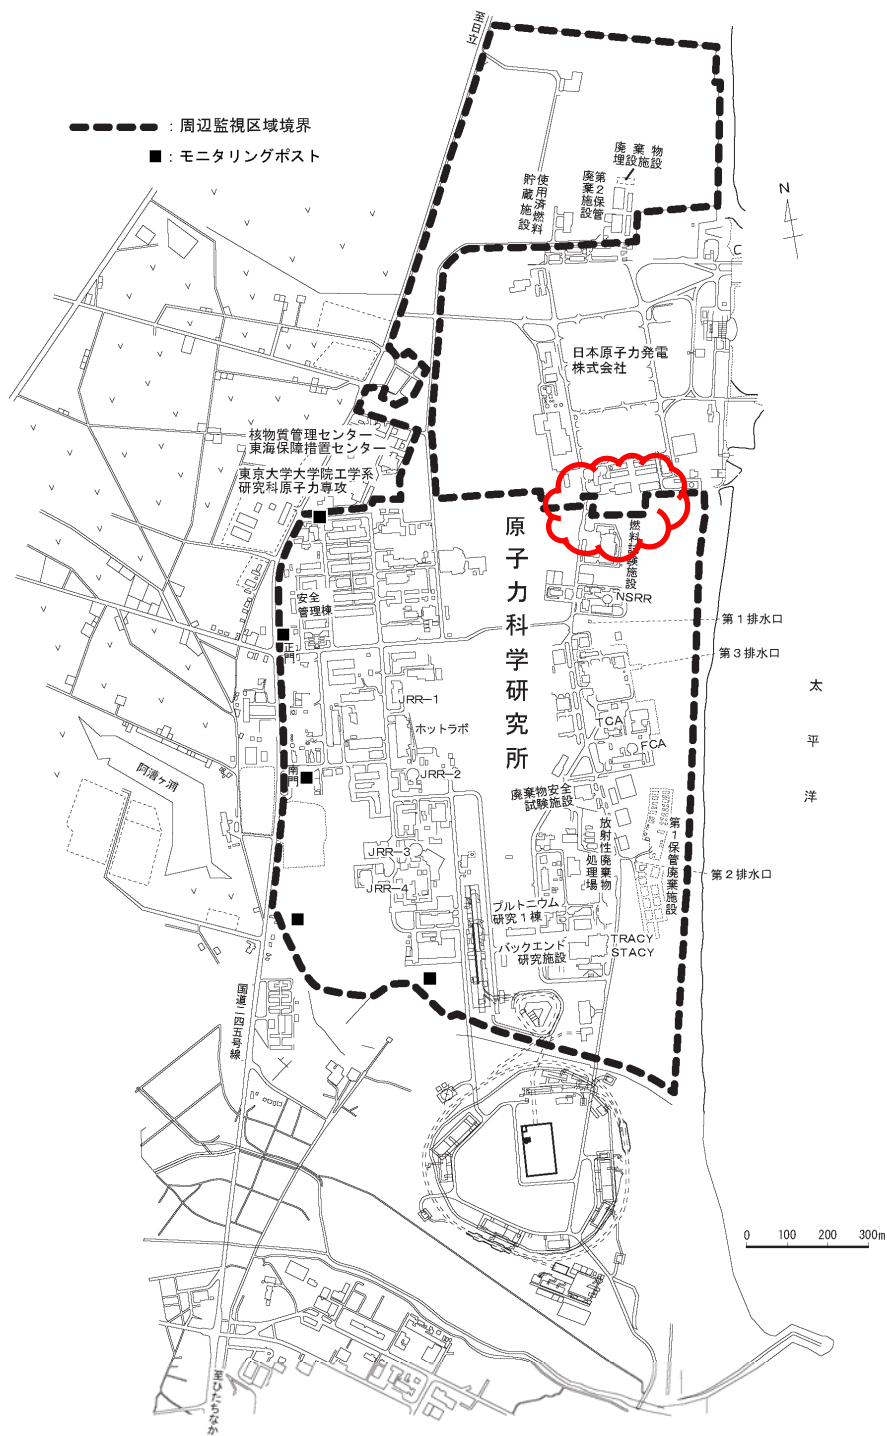 至日立
：周辺監視区域境界
：モニタリングポスト
廃棄物
埋設施設
第2保管
廃棄施設
使用済燃料
貯蔵施設
N
C
日本原子力発電
株式会社
核物質管理センター
東海保障措置センター
東京大学大学院工学系
研究科原子力専攻
原子力科学研究所
燃料試験施設
安全
管理棟
NSRR
第1排水口
正門
第3排水口
太平洋
JRR-1
ホットラボ
TCA
FCA
阿漕ヶ浦
南門
JRR-2
廃棄物安全
試験施設
放射性廃棄物
処理場
第1保管廃棄施設
JRR-3
JRR-4
第2排水口
プルトニウム
研究1棟
バックエンド
研究施設
TRACY
STACY
国道二四五号線
0 100 200 300m
至ひたちなか